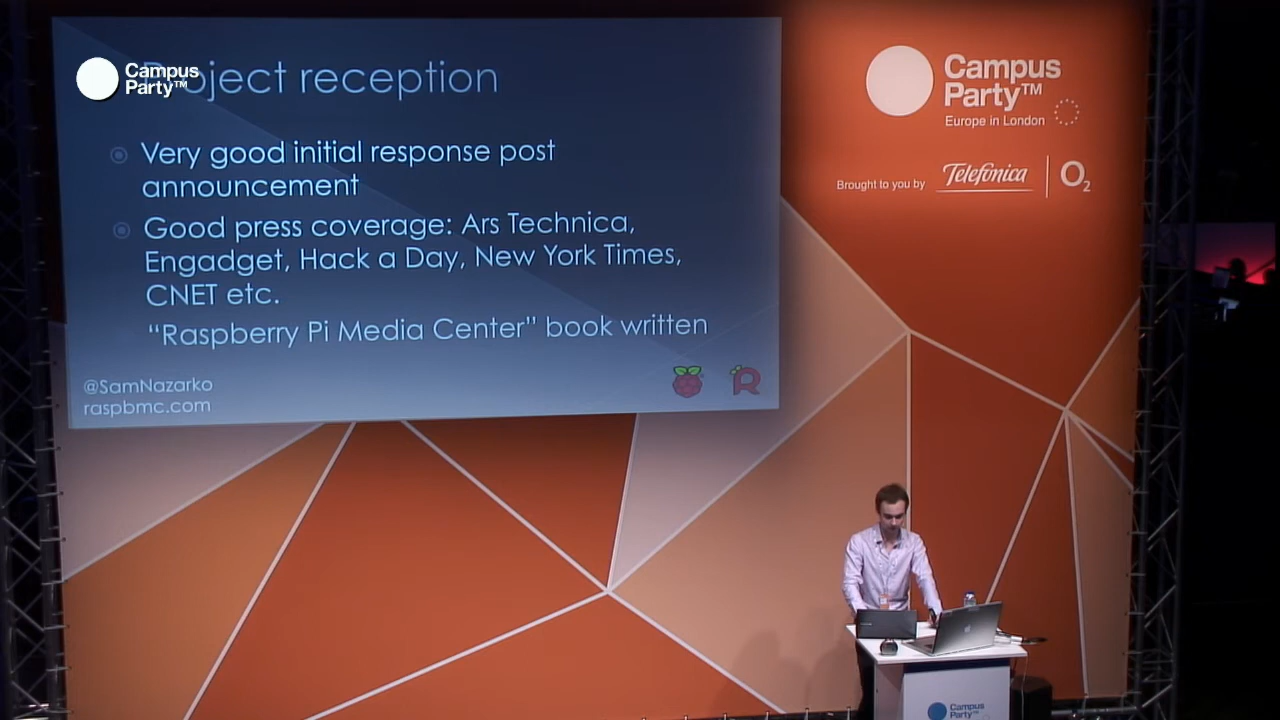 Project reception
Campus
Party™
Very good initial response post
announcement
Good press coverage: Ars Technica,
Engadget, Hack a Day, New York Times,
CNET etc.
“Raspberry Pi Media Center” book written
@SamNazarko
raspbmc.com
R
Campus
Party™
Europe in London
Brought to you by
Telefónica
O2
Campus
Party™